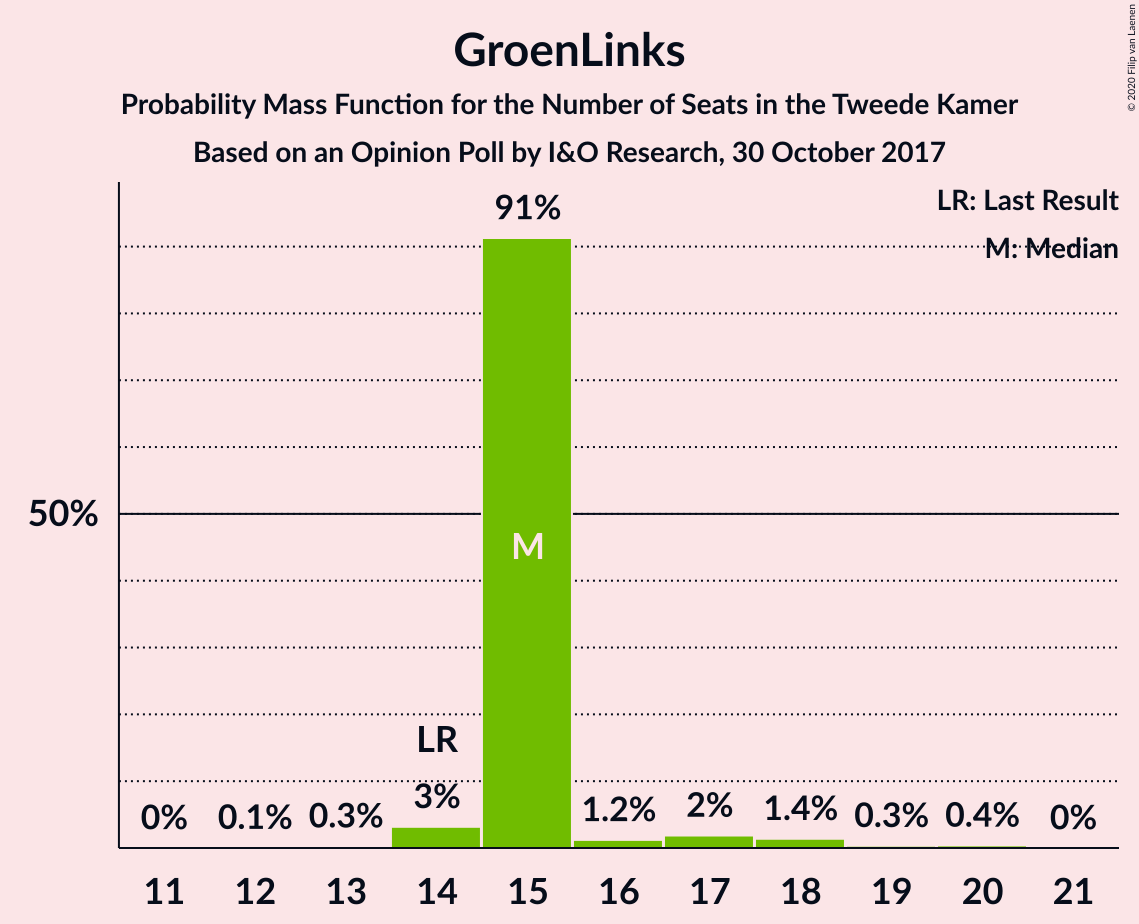 GroenLinks
Probability Mass Function for the Number of Seats in the Tweede Kamer
Based on an Opinion Poll by I&O Research, 30 October 2017
© 2020 Filip van Laenen
LR: Last Result
M: Median
91%
50%
M
LR
0% 0.1% 0.3% 3% 1.2% 2% 1.4% 0.3% 0.4% 0%
11 12 13 14 15 16 17 18 19 20 21